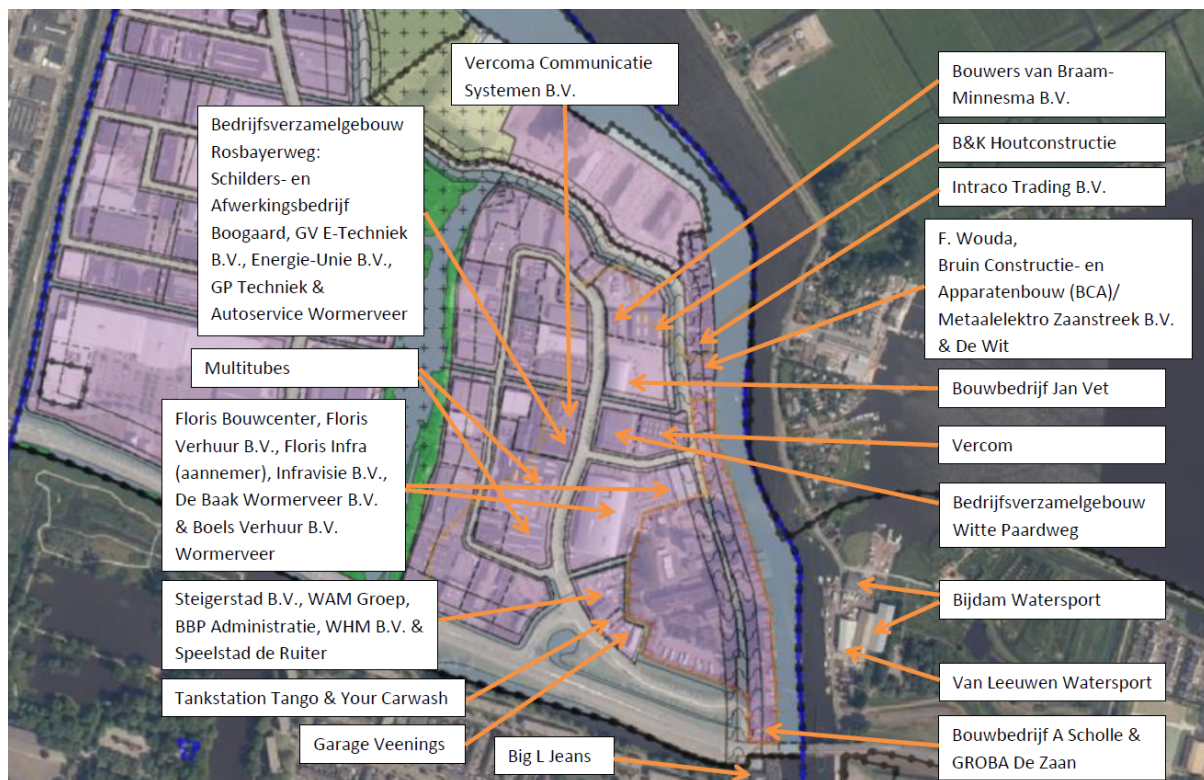 Vercoma Communicatie
Systemen B.V.
Bedrijfsverzamelgebouw
Rosbayerweg:
Schilders- en
Afwerkingsbedrijf
Boogaard, GV E-Techniek
B.V., Energie-Unie B.V.,
GP Techniek &
Autoservice Wormerveer
Multitubes
Floris Bouwcenter, Floris
Verhuur B.V., Floris Infra
(aannemer), Infravisie B.V.,
De Baak Wormerveer B.V.
& Boels Verhuur B.V.
Wormerveer
Steigerstad B.V., WAM Groep,
BBP Administratie, WHM B.V. &
Speelstad de Ruiter
Tankstation Tango & Your Carwash
Garage Veenings
Big L Jeans
Bouwers van Braam-
Minnesma B.V.
B&K Houtconstructie
Intraco Trading B.V.
F. Wouda,
Bruin Constructie- en
Apparatenbouw (BCA)/
Metaalelektro Zaanstreek B.V.
& De Wit
Bouwbedrijf Jan Vet
Vercom
Bedrijfsverzamelgebouw
Witte Paardweg
Bijdam Watersport
Van Leeuwen Watersport
Bouwbedrijf A Scholle &
GROBA De Zaan